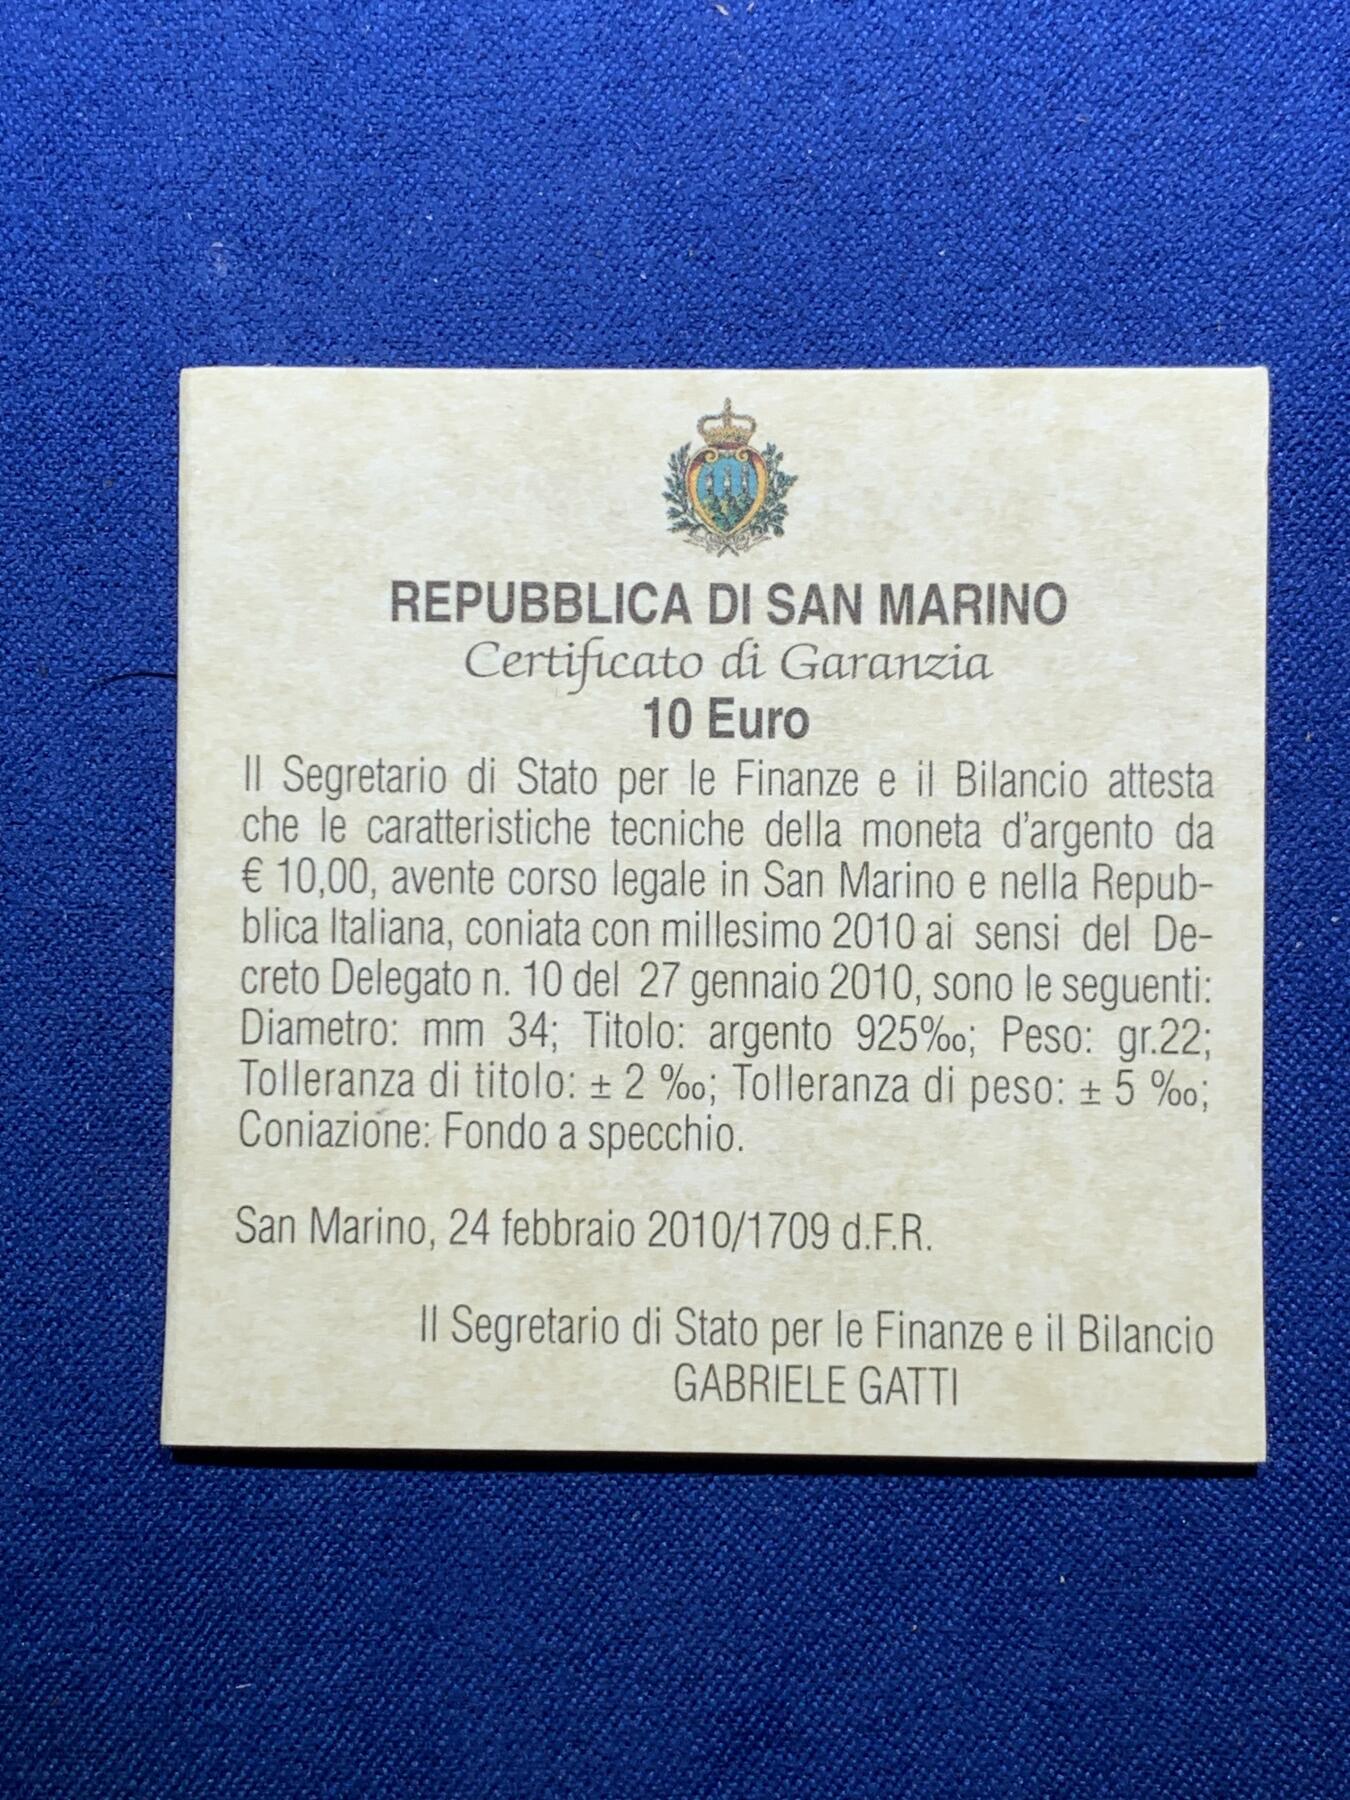 REPUBBLICA DI SAN MARINO
Certificato di Garanzia
10 Euro
Il Segretario di Stato per le Finanze e il Bilancio attesta
che le caratteristiche tecniche della moneta d'argento da
€ 10,00, avente corso legale in San Marino e nella Repub-
blica Italiana, coniata con millesimo 2010 ai sensi del De-
creto Delegato n. 10 del 27 gennaio 2010, sono le seguenti:
Diametro: mm 34; Titolo: argento 925‰; Peso: gr.22;
Tolleranza di titolo: ± 2 ‰; Tolleranza di peso: ± 5 ‰;
Coniazione: Fondo a specchio.
San Marino, 24 febbraio 2010/1709 d.F.R.
Il Segretario di Stato per le Finanze e il Bilancio
GABRIELE GATTI